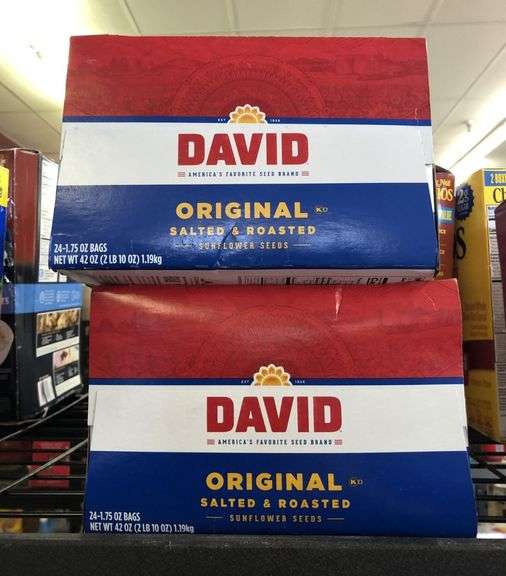 EST 1926
DAVID
AMERICA'S FAVORITE SEED BRAND
ORIGINAL KD
SALTED & ROASTED
SUNFLOWER SEEDS
24-1.75 OZ BAGS
NET WT 42 OZ (2 LB 10 OZ) 1.19kg
EST 1926
DAVID
AMERICA'S FAVORITE SEED BRAND
ORIGINAL KD
SALTED & ROASTED
SUNFLOWER SEEDS
24-1.75 OZ BAGS
NET WT 42 OZ (2 LB 10 OZ) 1.19kg